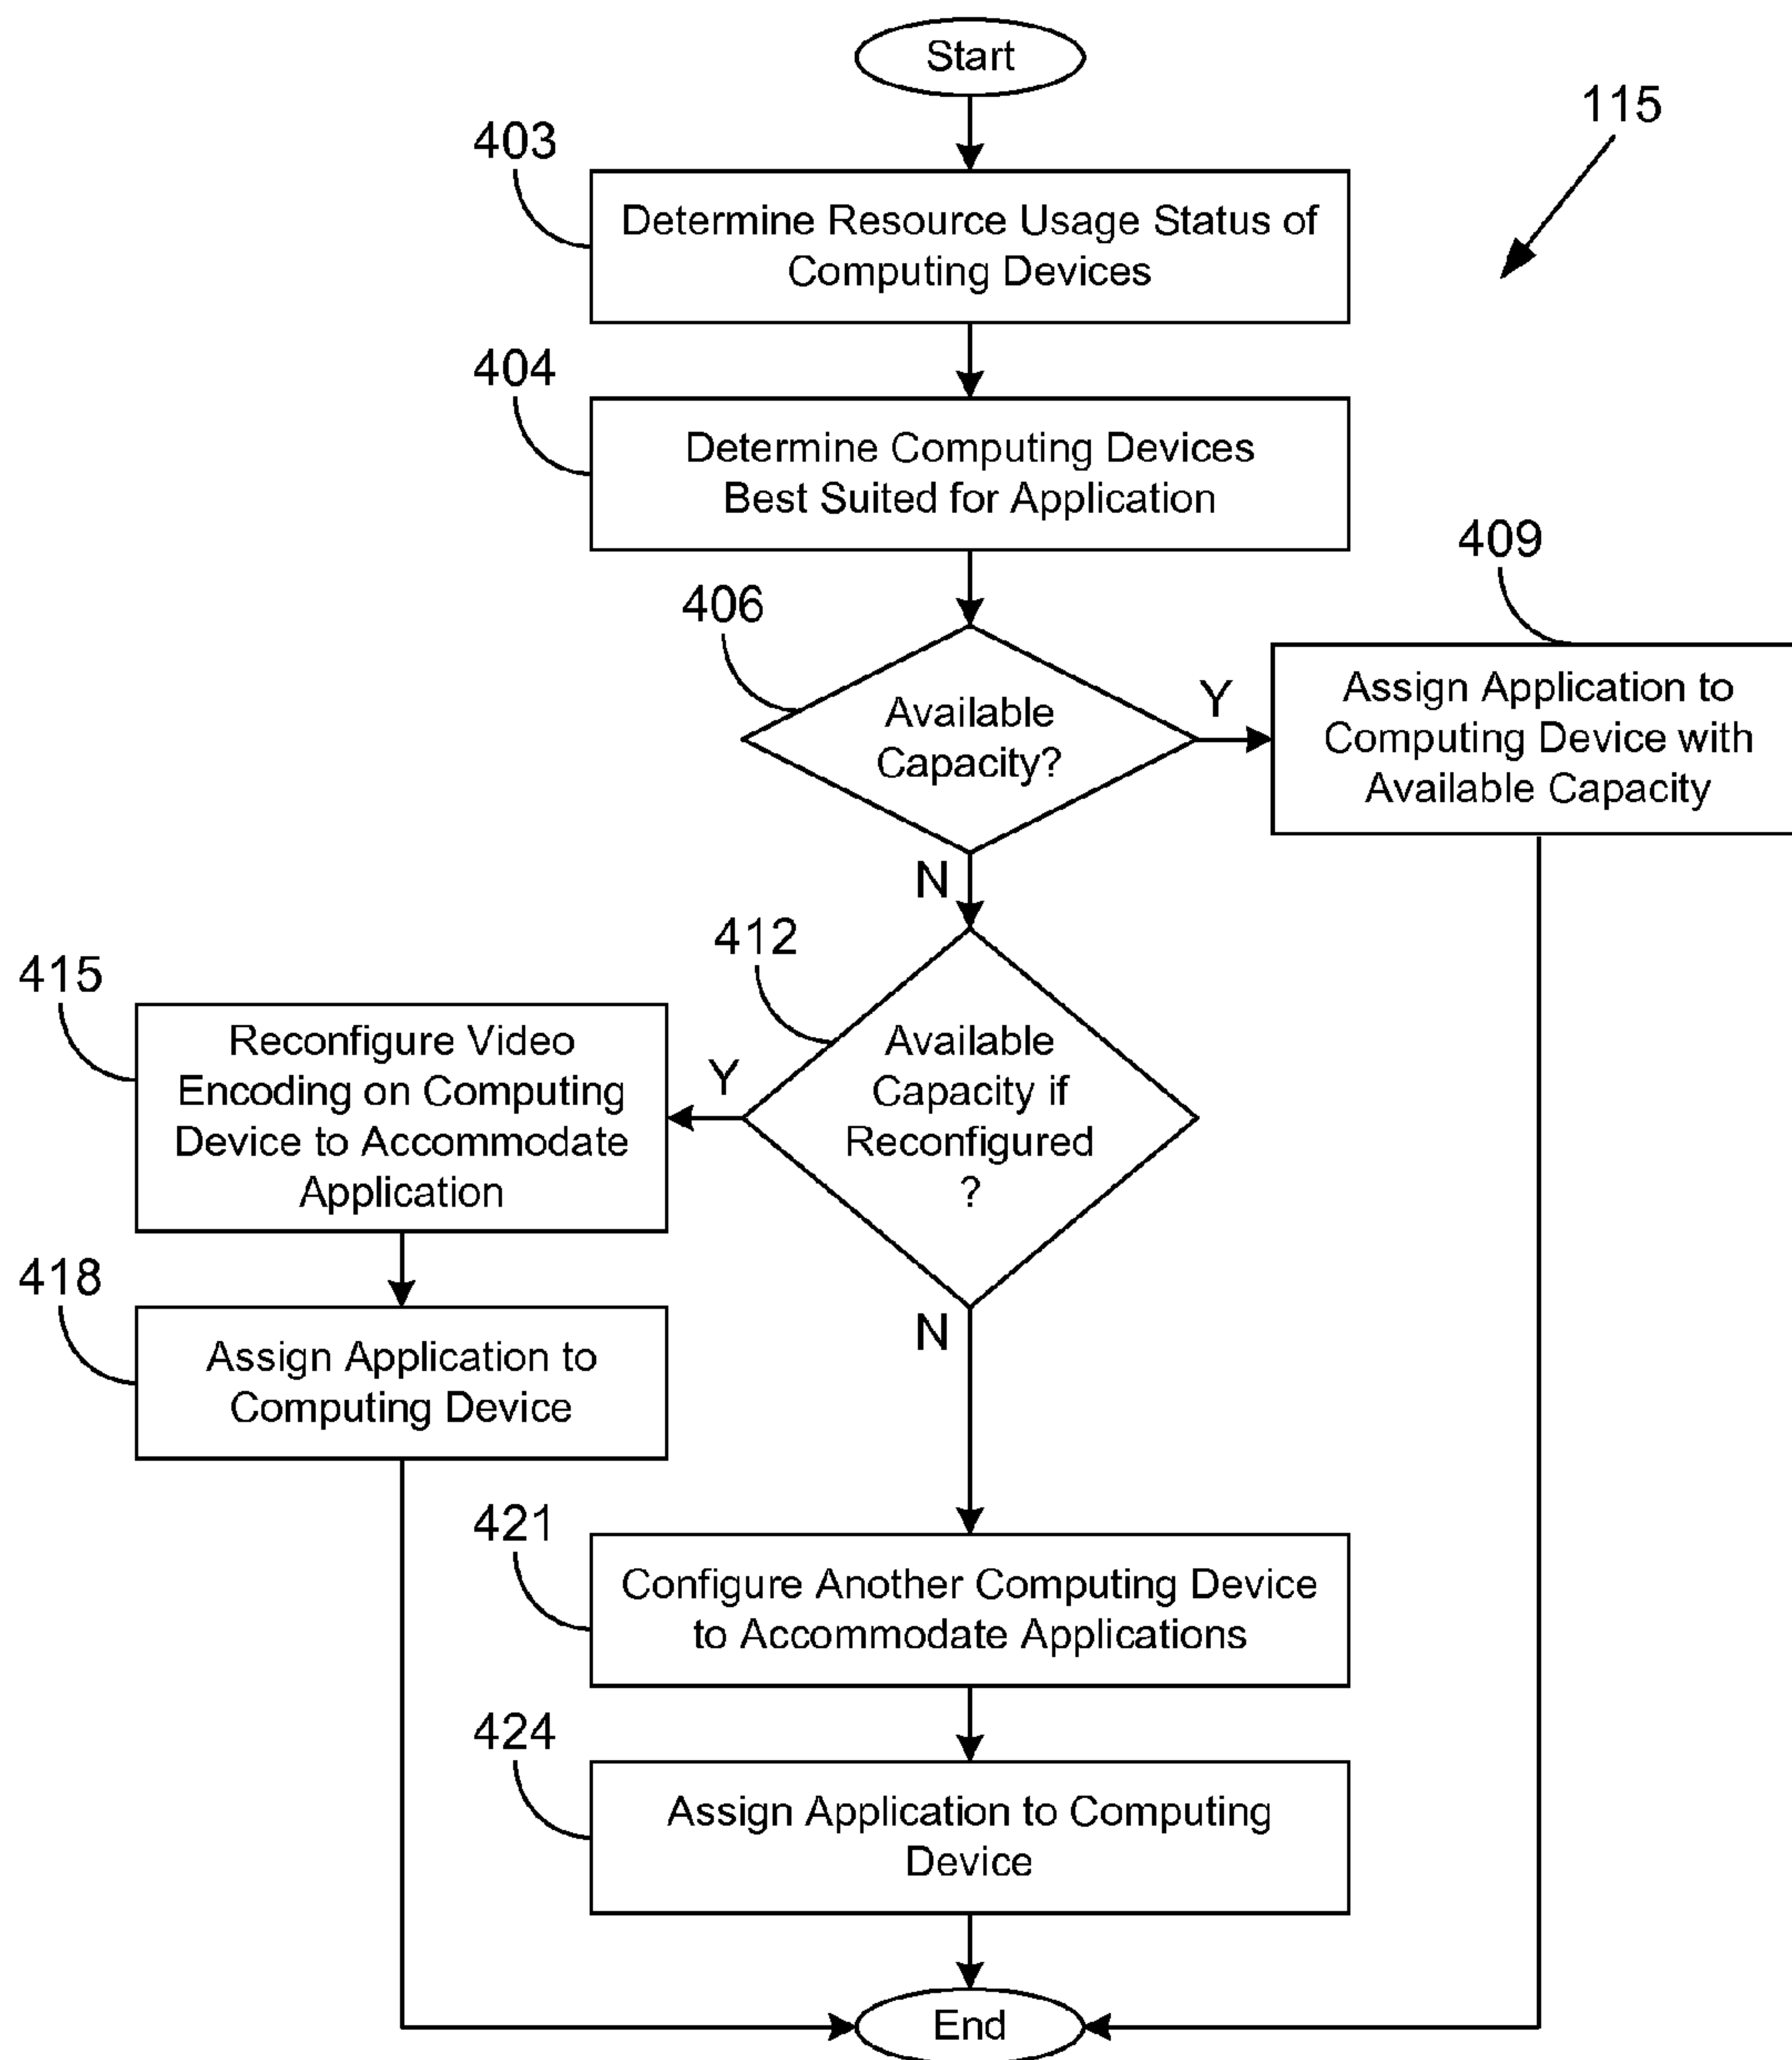 Start
115
403
Determine Resource Usage Status of
Computing Devices
404
Determine Computing Devices
Best Suited for Application
406
Available
Capacity?
Y
409
Assign Application to
Computing Device with
Available Capacity
N
412
Available
Capacity if
Reconfigured
?
Y
415
Reconfigure Video
Encoding on Computing
Device to Accommodate
Application
418
Assign Application to
Computing Device
N
421
Configure Another Computing Device
to Accommodate Applications
424
Assign Application to Computing
Device
End